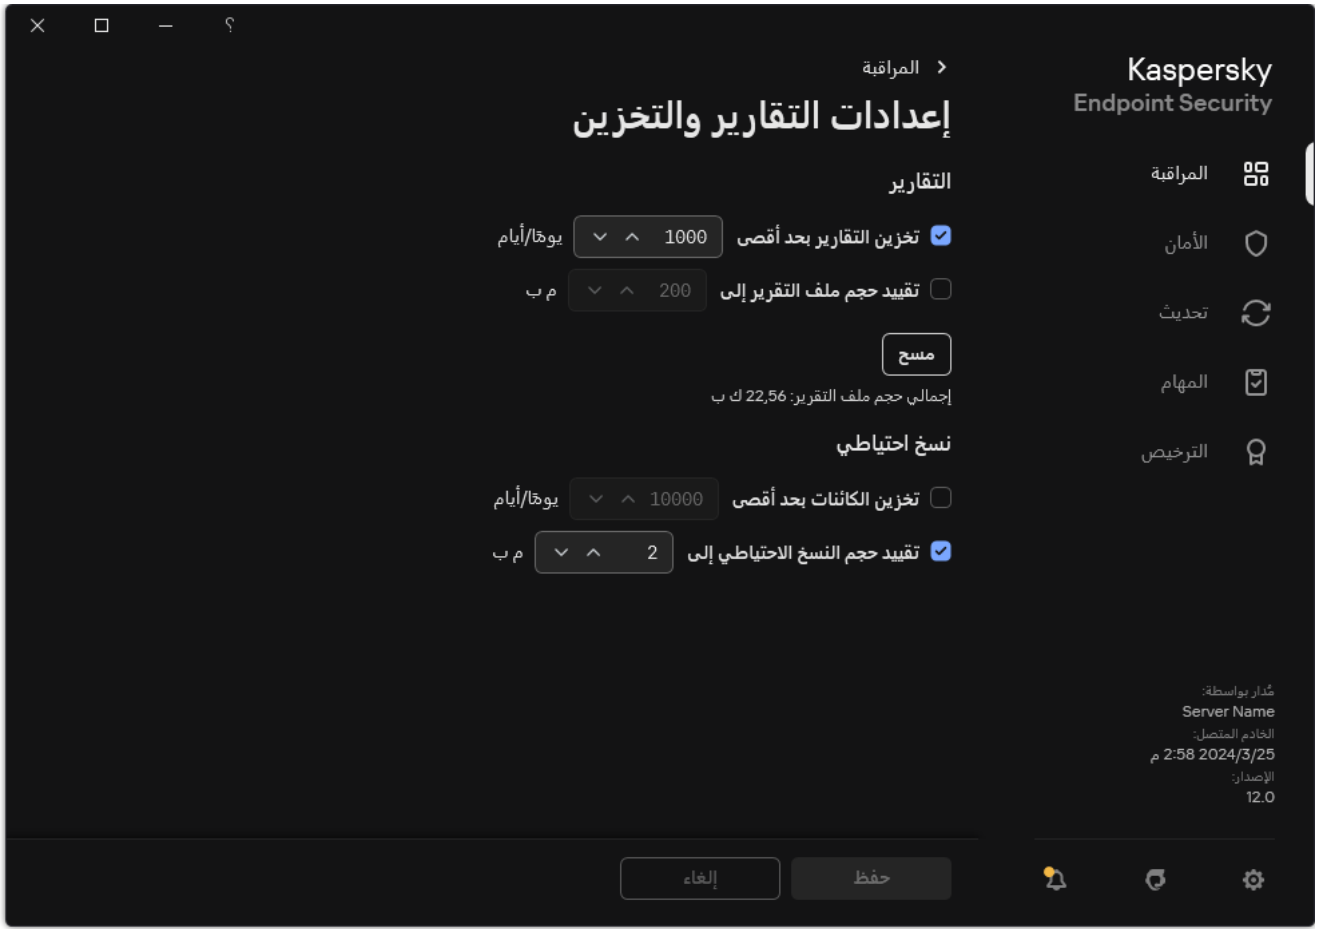 ؟
Kaspersky
Endpoint Security
المراقبة
الأمان
تحديث
المهام
الترخيص
مُدار بواسطة:
Server Name
الخادم المتصل:
2024/3/25 2:58 م
الإصدار:
12.0
المراقبة
إعدادات التقارير والتخزين
التقارير
تخزين التقارير بحد أقصى 1000 يومًا/أيام
تقييد حجم ملف التقرير إلى 200 م ب
مسح
إجمالي حجم ملف التقرير: 22,56 ك ب
نسخ احتياطي
تخزين الكائنات بحد أقصى 10000 يومًا/أيام
تقييد حجم النسخ الاحتياطي إلى 2 م ب
حفظ
إلغاء